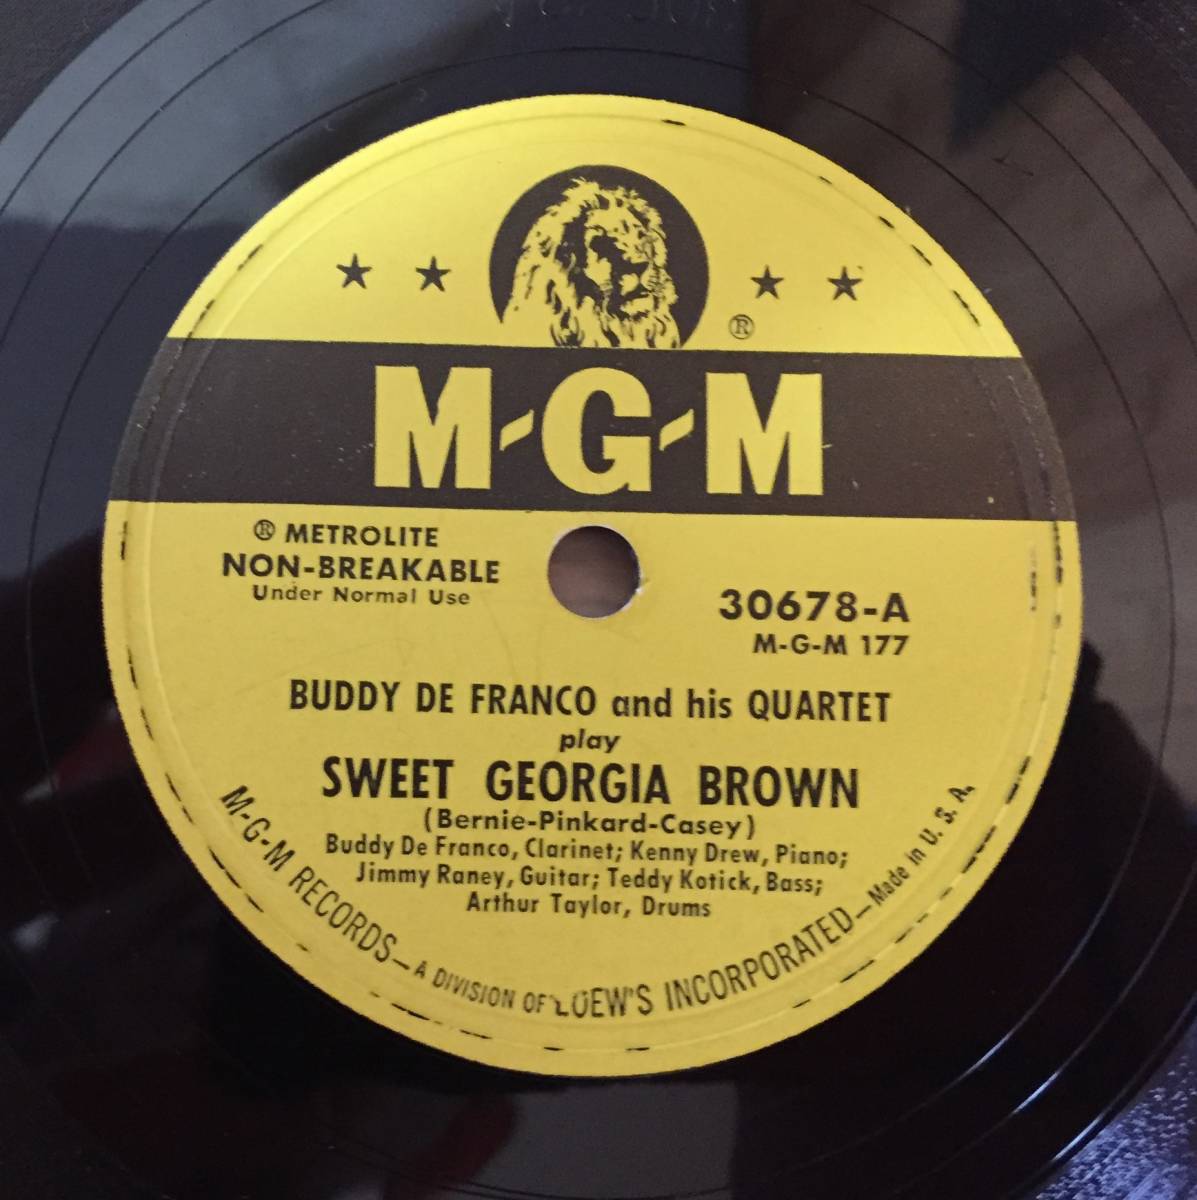 ®
M-G-M
® METROLITE
NON-BREAKABLE
Under Normal Use
30678-A
M-G-M 177
BUDDY DE FRANCO and his QUARTET
play
SWEET GEORGIA BROWN
(Bernie-Pinkard-Casey)
Buddy De Franco, Clarinet; Kenny Drew, Piano;
Jimmy Raney, Guitar; Teddy Kotick, Bass;
Arthur Taylor, Drums
M-G-M RECORDS—A DIVISION OF LOEW'S INCORPORATED—Made in U. S. A.